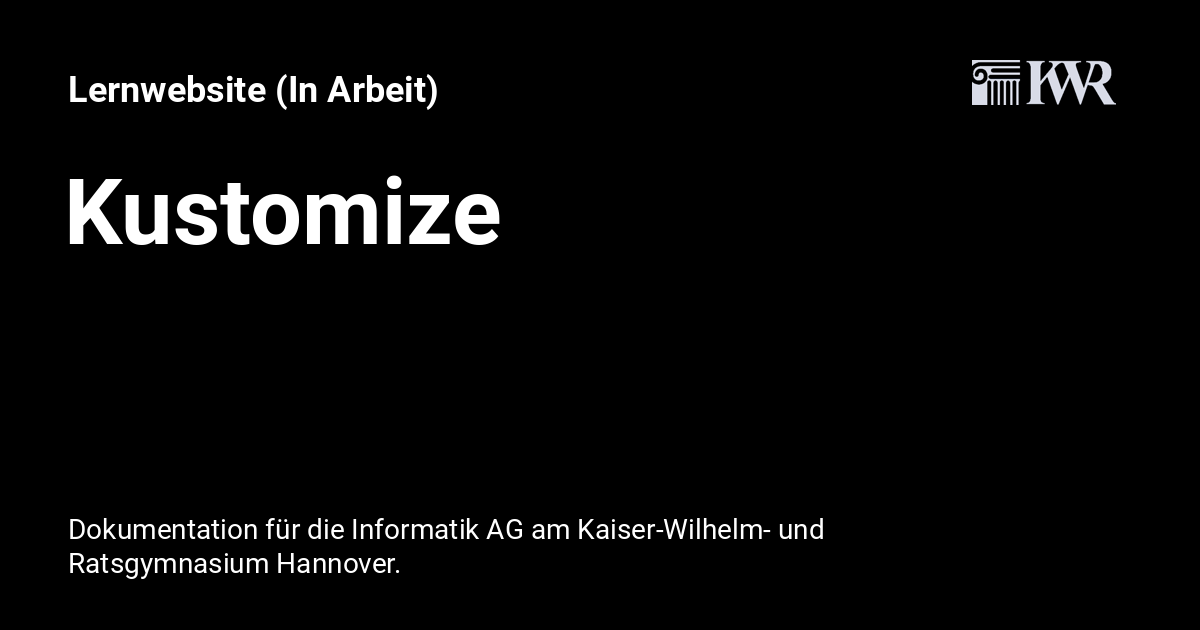 Lernwebsite (In Arbeit)
KWR
Kustomize
Dokumentation für die Informatik AG am Kaiser-Wilhelm- und
Ratsgymnasium Hannover.